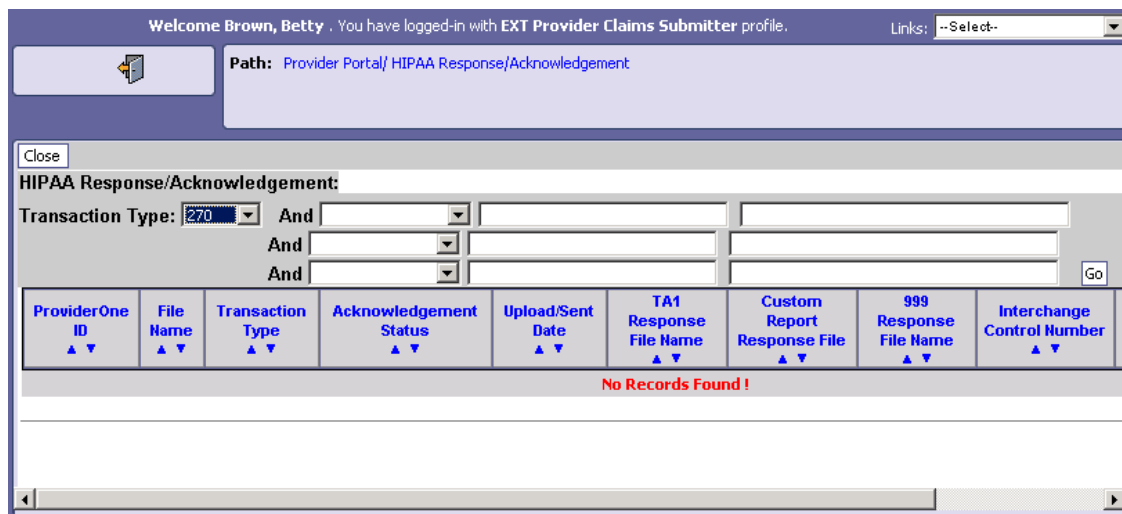 Welcome Brown, Betty . You have logged-in with EXT Provider Claims Submitter profile. Links: --Select--
Path: Provider Portal/ HIPAA Response/Acknowledgement
Close
HIPAA Response/Acknowledgement:
Transaction Type: 270 And
And
And Go
ProviderOne ID File Name Transaction Type Acknowledgement Status Upload/Sent Date TA1 Response File Name Custom Report Response File 999 Response File Name Interchange Control Number
No Records Found !